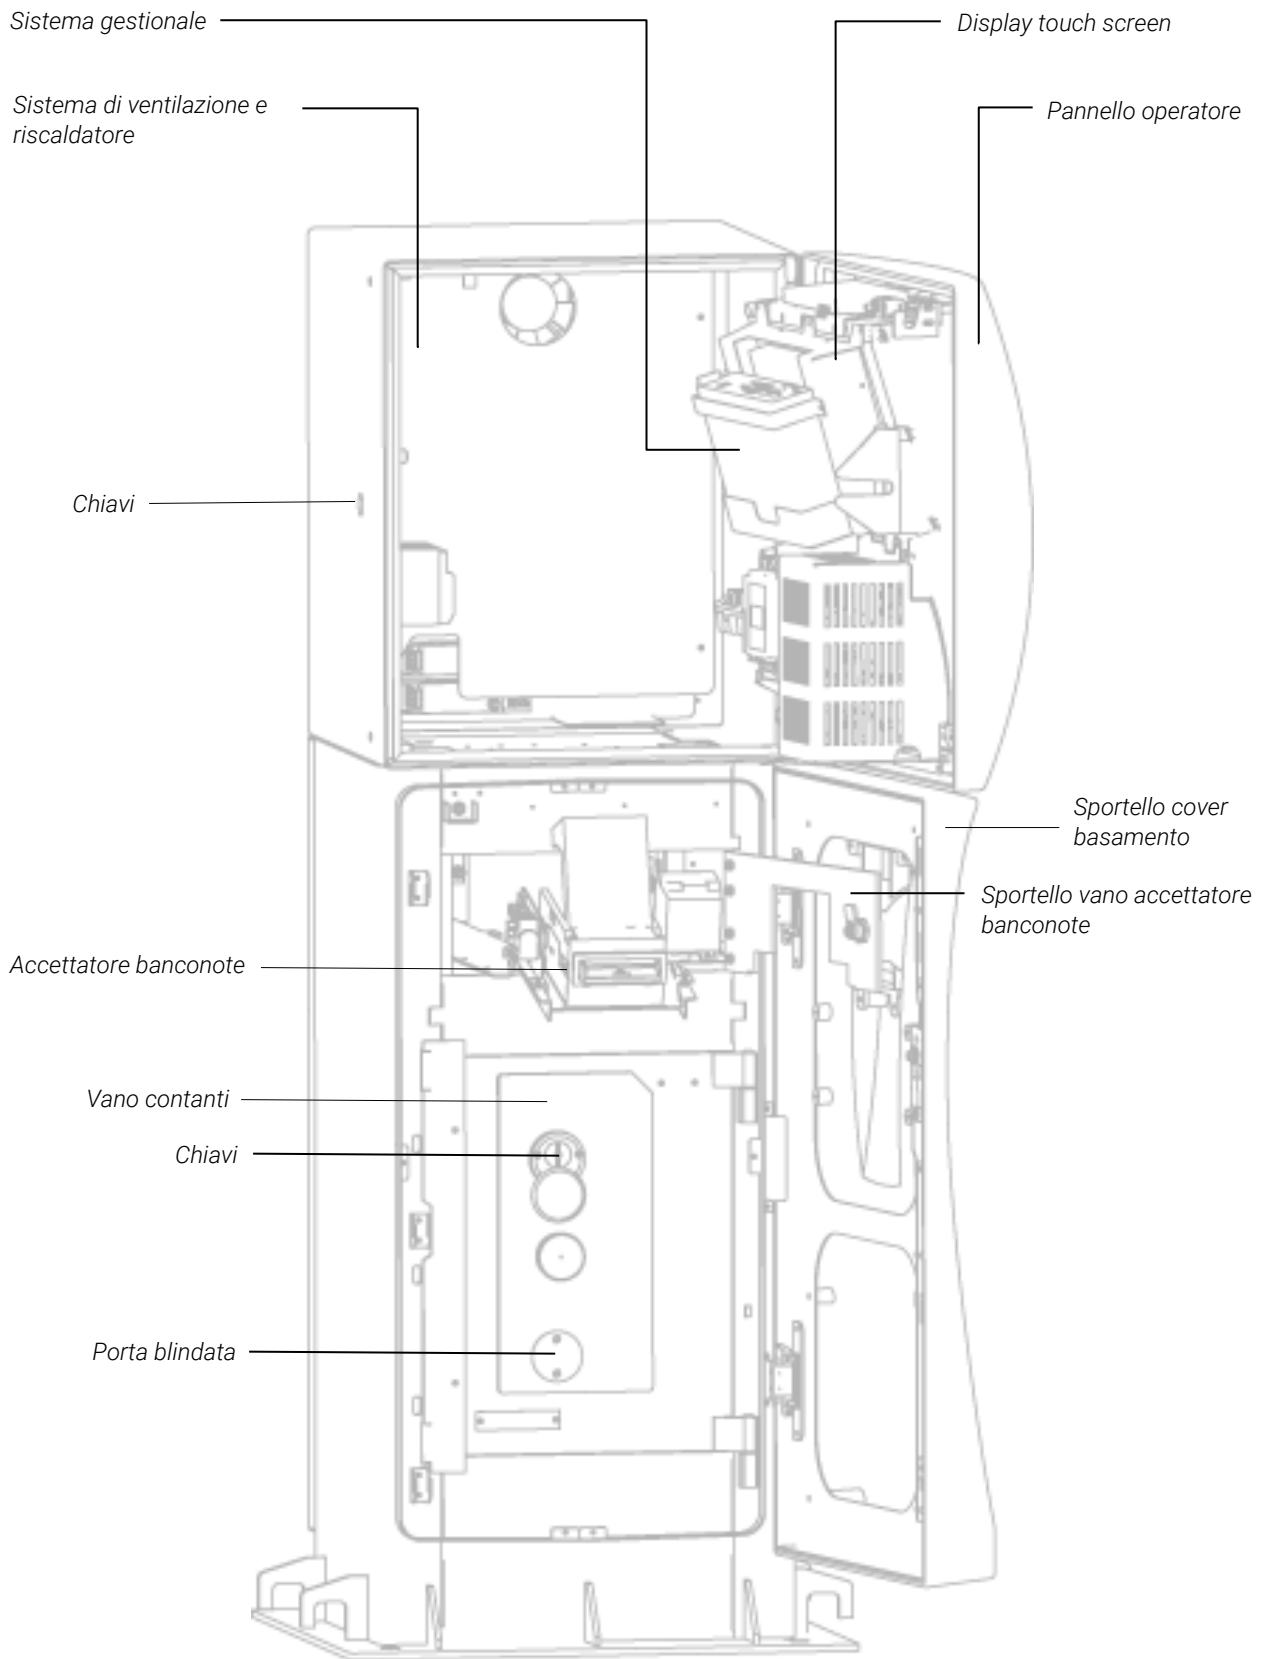 Sistema gestionale
Display touch screen
Sistema di ventilazione e
riscaldatore
Pannello operatore
Chiavi
Sportello cover
basamento
Sportello vano accettatore
banconote
Accettatore banconote
Vano contanti
Chiavi
Porta blindata